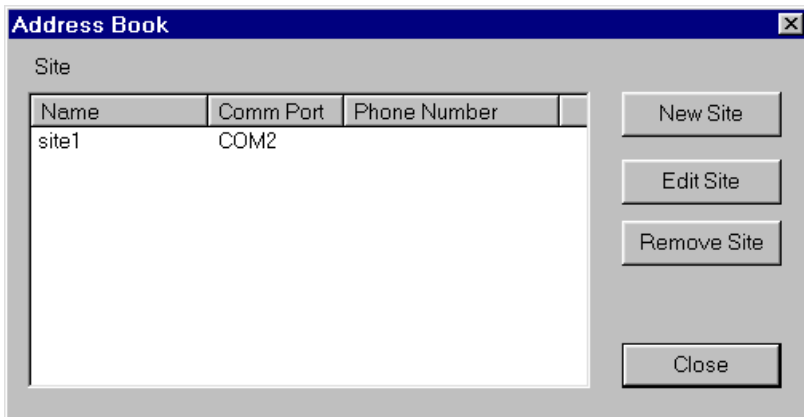 Address Book
Site
Name Comm Port Phone Number
site1 COM2
New Site
Edit Site
Remove Site
Close